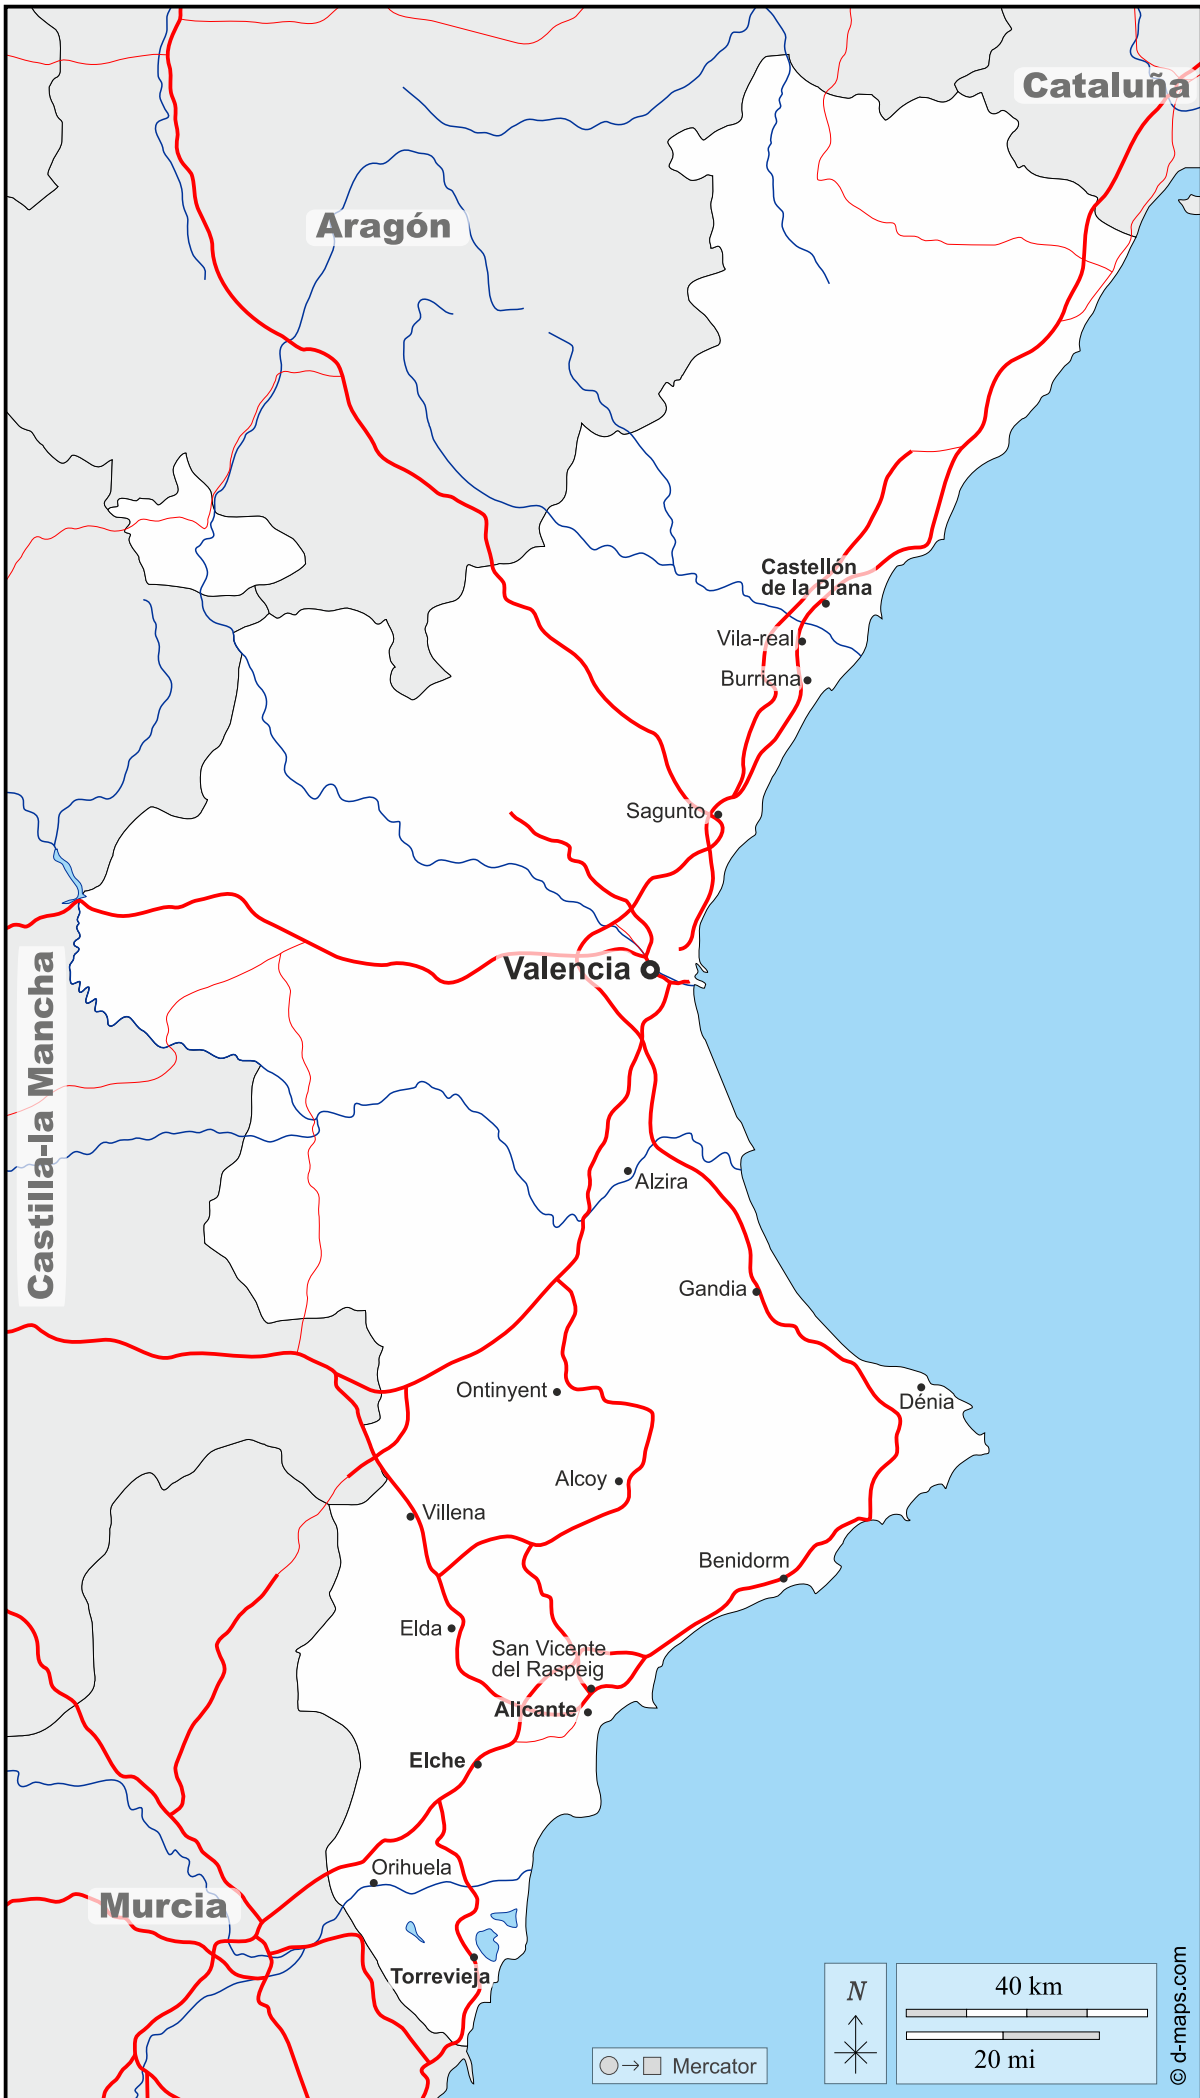 Cataluña
Aragón
Castellón
de la Plana
Vila-real
Burriana
Sagunto
Valencia
Castilla-la Mancha
Alzira
Gandia
Ontinyent
Dénia
Alcoy
Villena
Benidorm
Elda
San Vicente
del Raspeig
Alicante
Elche
Orihuela
Murcia
Torrevieja
N
40 km
20 mi
Mercator
© d-maps.com